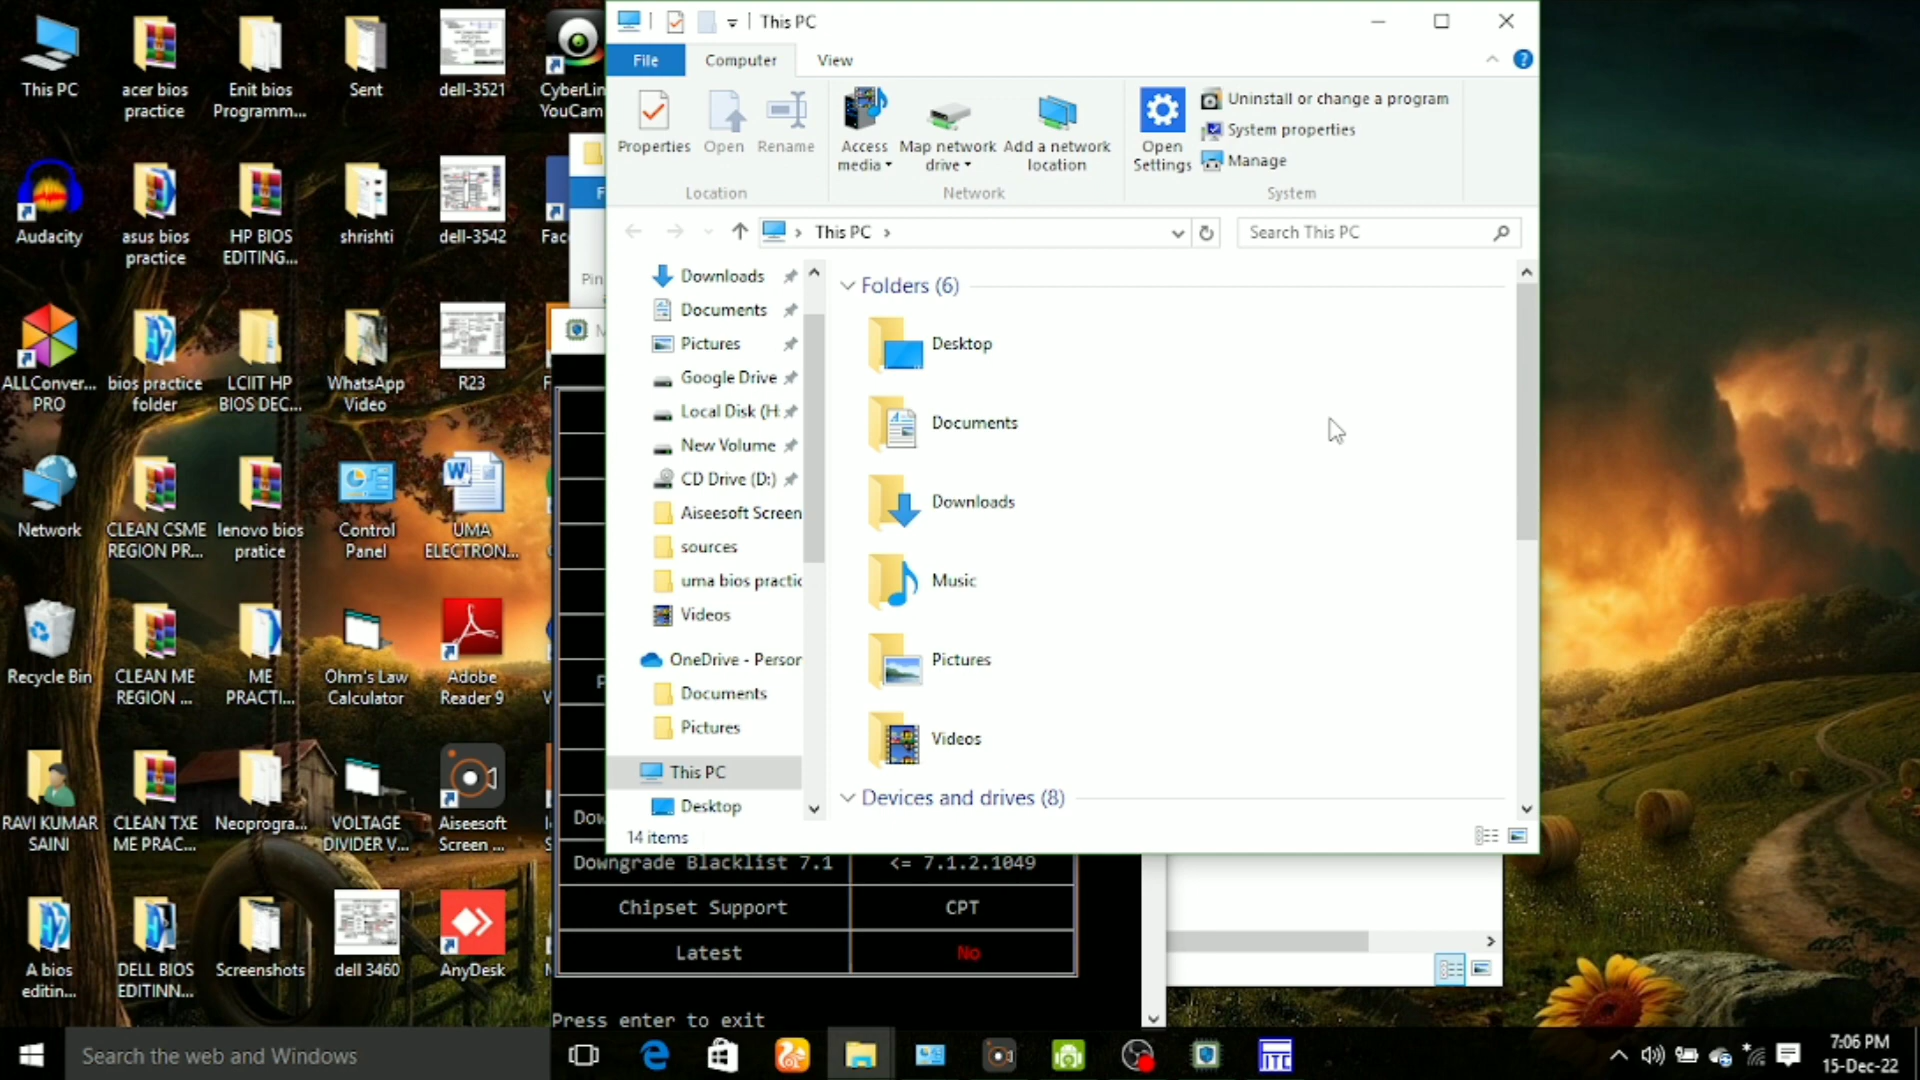 This PC
File
Computer
View
Properties
Open
Rename
Access
media
Map network
drive
Add a network
location
Open
Settings
Uninstall or change a program
System properties
Manage
Location
Network
System
This PC
Search This PC
Downloads
Documents
Pictures
Google Drive
Local Disk (H:
New Volume
CD Drive (D:)
Aiseesoft Screen
sources
uma bios practic
Videos
OneDrive - Person
Documents
Pictures
This PC
Desktop
Folders (6)
Desktop
Documents
Downloads
Music
Pictures
Videos
Devices and drives (8)
14 items
This PC
acer bios
practice
Enit bios
Programm...
Sent
dell-3521
CyberLin
YouCam
Audacity
asus bios
practice
HP BIOS
EDITING...
shrishti
dell-3542
Fac
Pin
ALLConver...
PRO
bios practice
folder
LCIIT HP
BIOS DEC...
WhatsApp
Video
R23
Network
CLEAN CSME
REGION PR...
lenovo bios
pratice
Control
Panel
UMA
ELECTRON...
Recycle Bin
CLEAN ME
REGION ...
ME
PRACTI...
Ohm's Law
Calculator
Adobe
Reader 9
RAVI KUMAR
SAINI
CLEAN TXE
ME PRAC...
Neoprogra...
VOLTAGE
DIVIDER V...
Aiseesoft
Screen ...
A bios
editin...
DELL BIOS
EDITINN...
Screenshots
dell 3460
AnyDesk
Dow
Downgrade Blacklist 7.1
<= 7.1.2.1049
Chipset Support
CPT
Latest
No
Press enter to exit
Search the web and Windows
ITE
7:06 PM
15-Dec-22